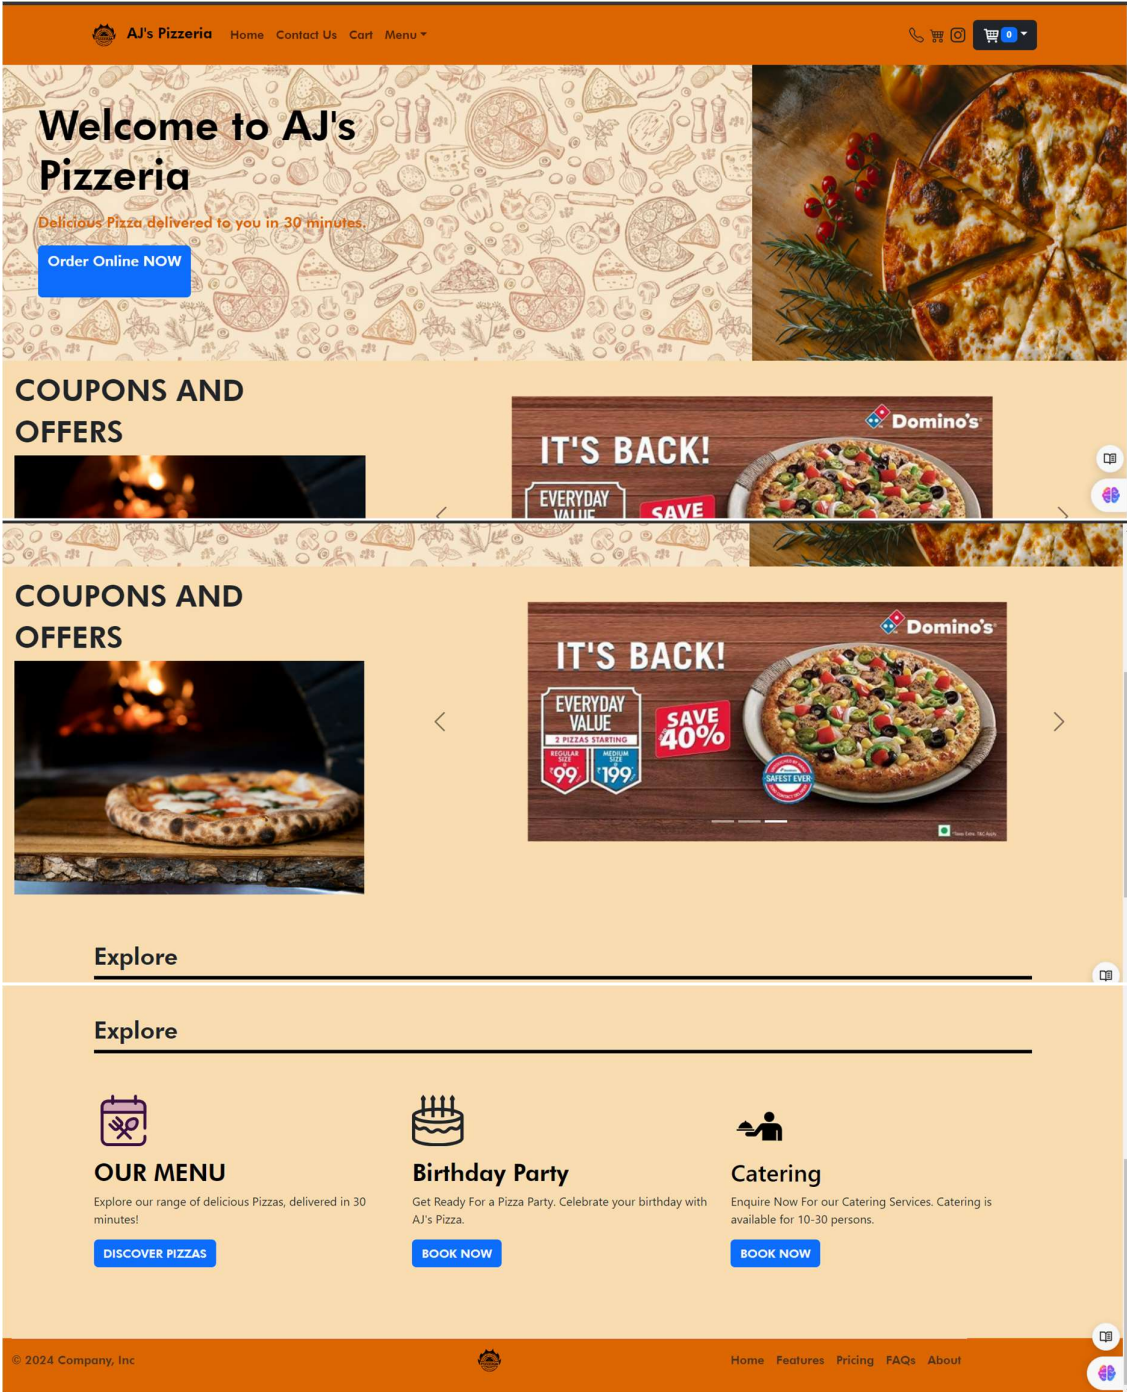 AJ's Pizzeria Home Contact Us Cart Menu
0
Welcome to AJ's
Pizzeria
Delicious Pizza delivered to you in 30 minutes.
Order Online NOW
COUPONS AND
OFFERS
Domino's
IT'S BACK!
EVERYDAY
VALUE
SAVE
COUPONS AND
OFFERS
Domino's
IT'S BACK!
EVERYDAY
VALUE
2 PIZZAS STARTING
REGULAR
SIZE
₹99
MEDIUM
SIZE
₹199
SAVE
40%
SAFEST EVER
Explore
Explore
OUR MENU
Explore our range of delicious Pizzas, delivered in 30
minutes!
DISCOVER PIZZAS
Birthday Party
Get Ready For a Pizza Party. Celebrate your birthday with
AJ's Pizza.
BOOK NOW
Catering
Enquire Now For our Catering Services. Catering is
available for 10-30 persons.
BOOK NOW
© 2024 Company, Inc
Home Features Pricing FAQs About